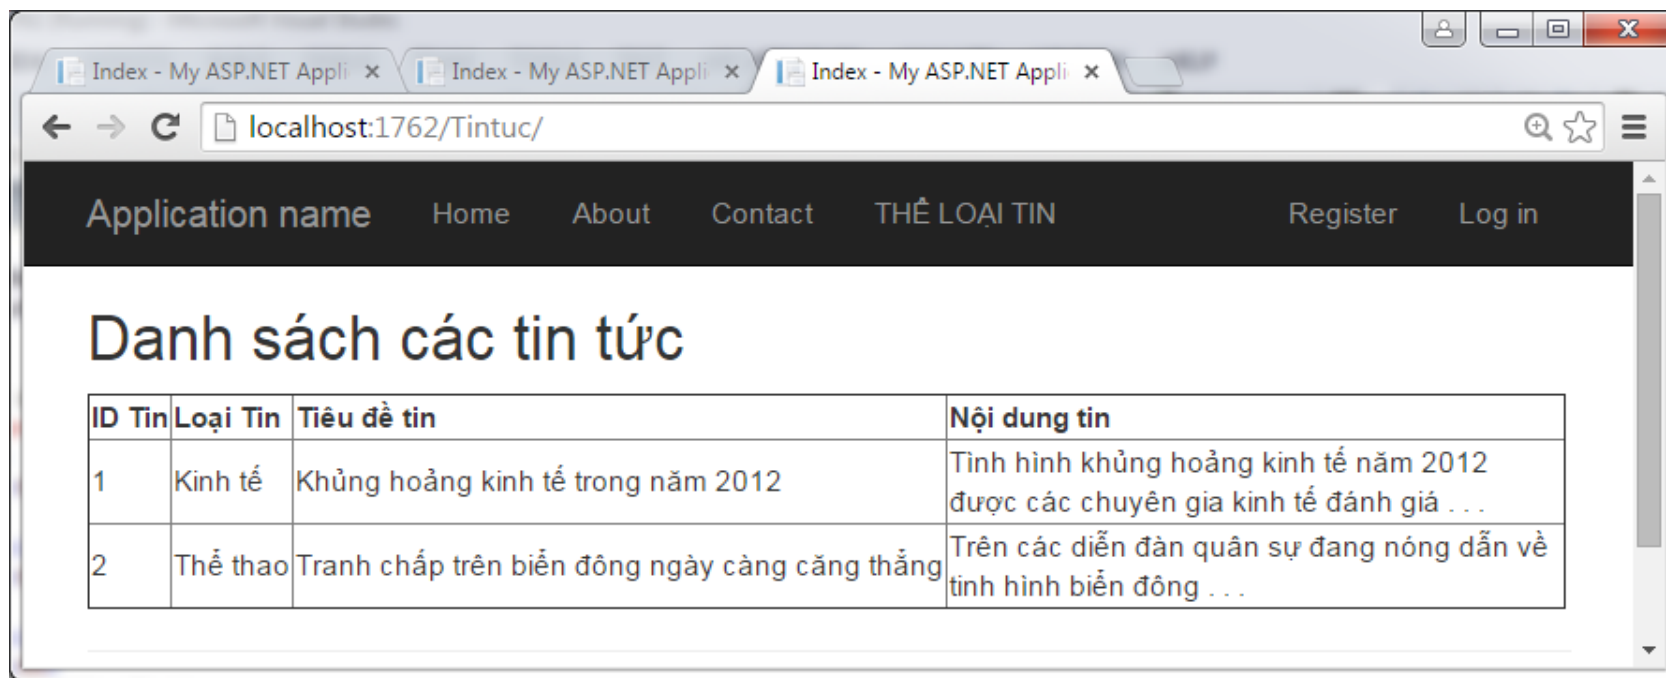 Index - My ASP.NET Appli
Index - My ASP.NET Appli
Index - My ASP.NET Appli
localhost:1762/Tintuc/
Application name Home About Contact THỂ LOẠI TIN Register Log in
Danh sách các tin tức
ID Tin Loại Tin Tiêu đề tin Nội dung tin
1 Kinh tế Khủng hoảng kinh tế trong năm 2012 Tình hình khủng hoảng kinh tế năm 2012
được các chuyên gia kinh tế đánh giá . . .
2 Thể thao Tranh chấp trên biển đông ngày càng căng thẳng Trên các diễn đàn quân sự đang nóng dẫn về
tinh hình biển đông . . .